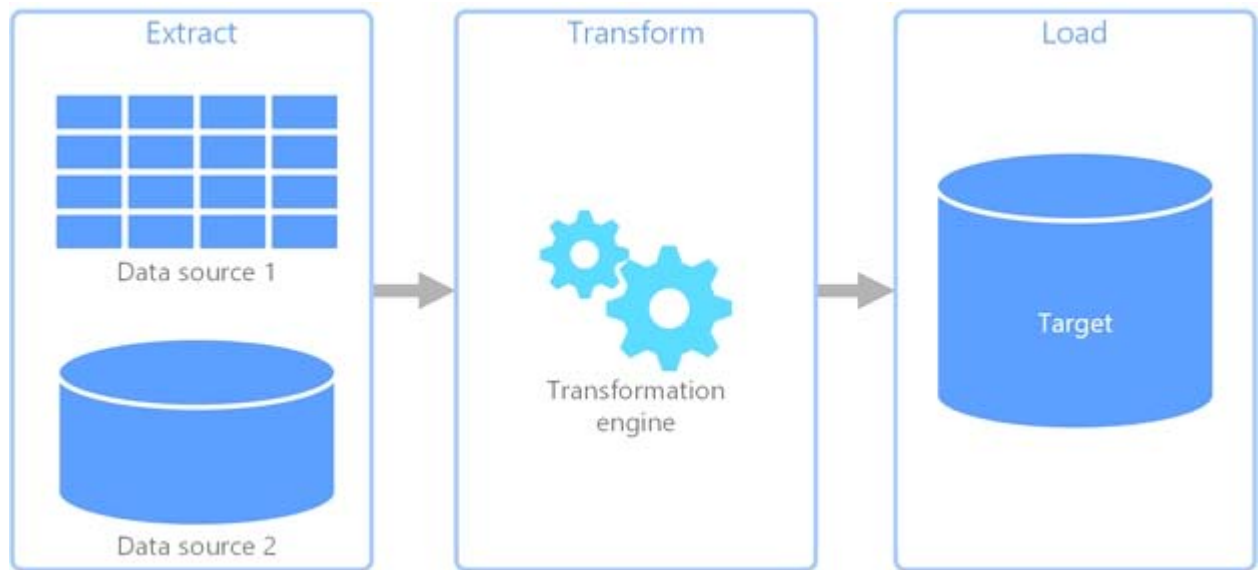 Extract
Data source 1
Data source 2
Transform
Transformation
engine
Load
Target